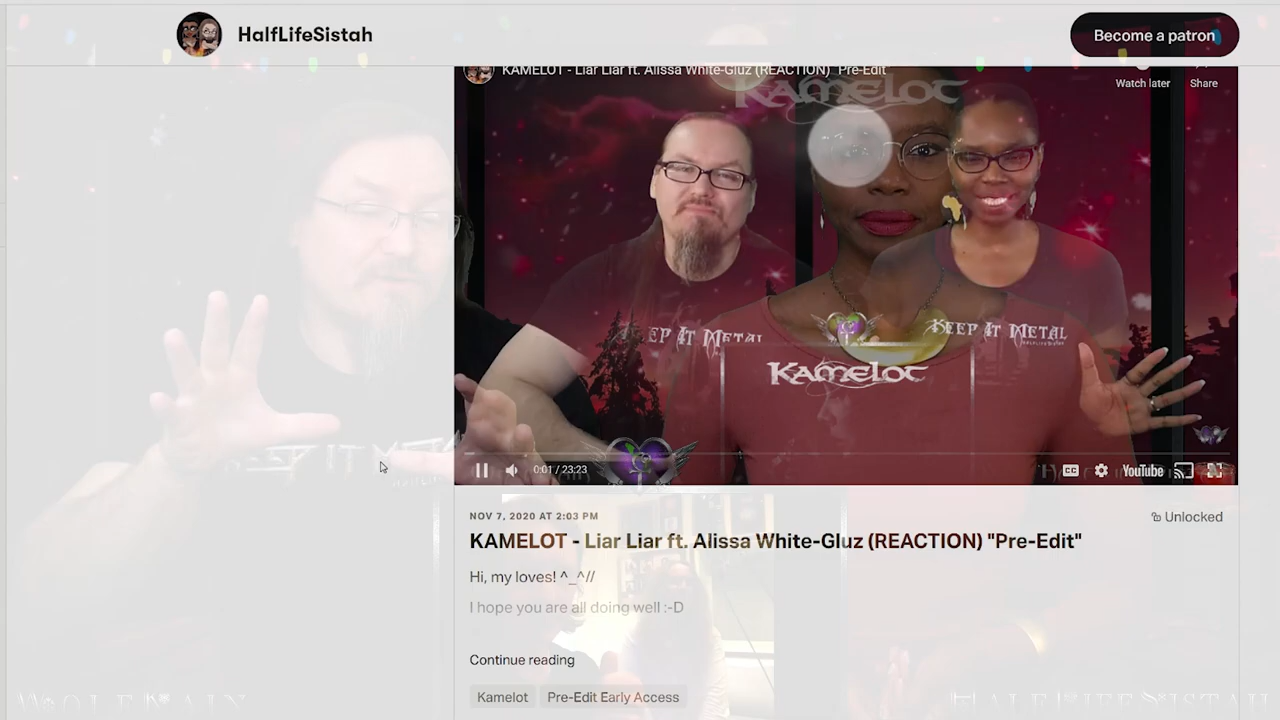 HalfLifeSistah
Become a patron
KAMELOT - Liar Liar ft. Alissa White-Gluz (REACTION) "Pre-Edit"
Watch later
Share
KAMELOT
KEEP IT METAL
KEEP IT METAL
KAMELOT
0:01 / 23:23
CC
YouTube
NOV 7, 2020 AT 2:03 PM
Unlocked
KAMELOT - Liar Liar ft. Alissa White-Gluz (REACTION) "Pre-Edit"
Hi, my loves! ^_^//
I hope you are all doing well :-D
Continue reading
Kamelot
Pre-Edit Early Access
HALFLIFESISTAH